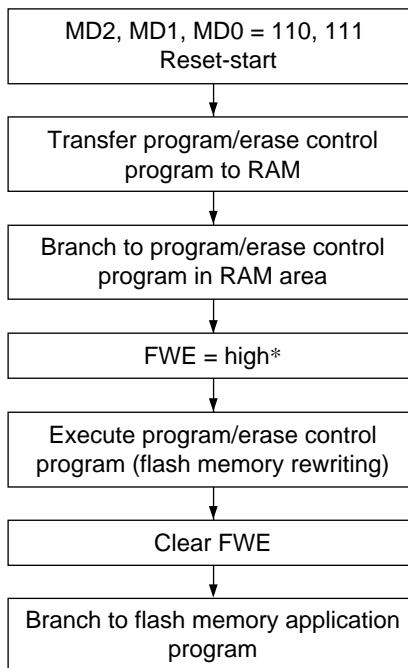 MD2, MD1, MD0 = 110, 111
Reset-start
Transfer program/erase control
program to RAM
Branch to program/erase control
program in RAM area
FWE = high*
Execute program/erase control
program (flash memory rewriting)
Clear FWE
Branch to flash memory application
program